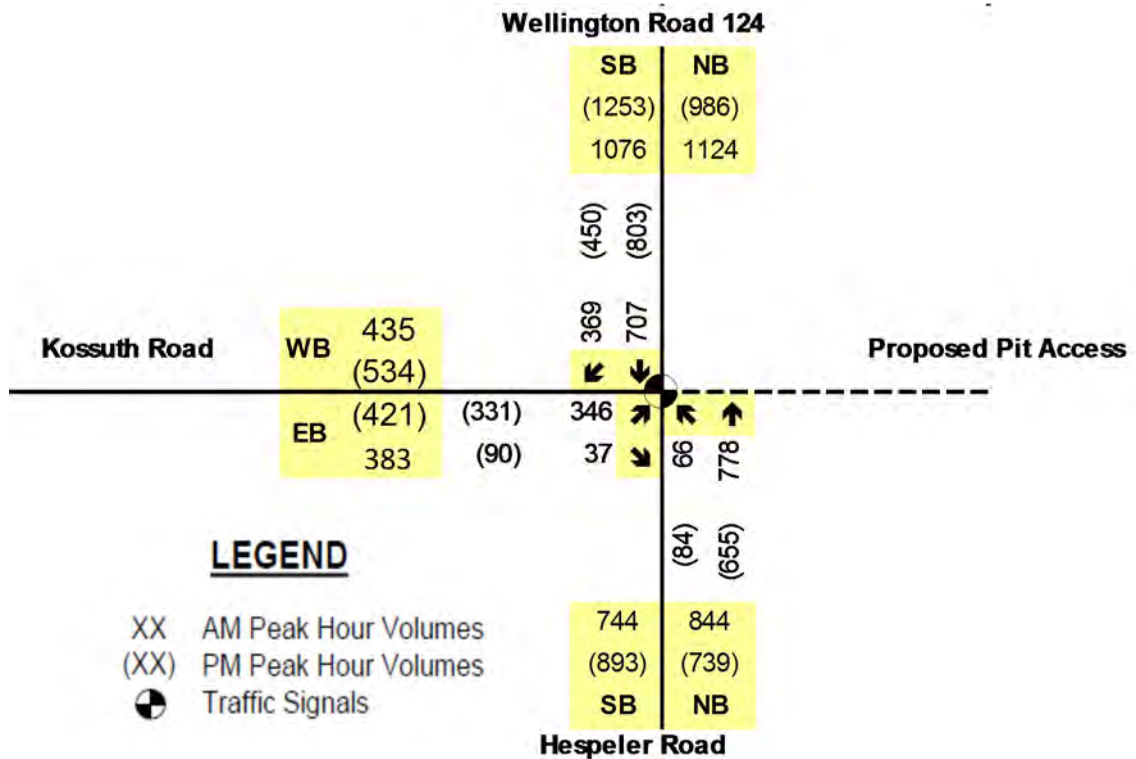 Wellington Road 124
SB NB
(1253) (986)
1076 1124
(450) (803)
369 707
Kossuth Road
WB 435
(534)
EB (421)
383
(331) 346
(90) 37
Proposed Pit Access
66 778
(84) (655)
744 844
(893) (739)
SB NB
Hespeler Road
LEGEND
XX AM Peak Hour Volumes
(XX) PM Peak Hour Volumes
Traffic Signals